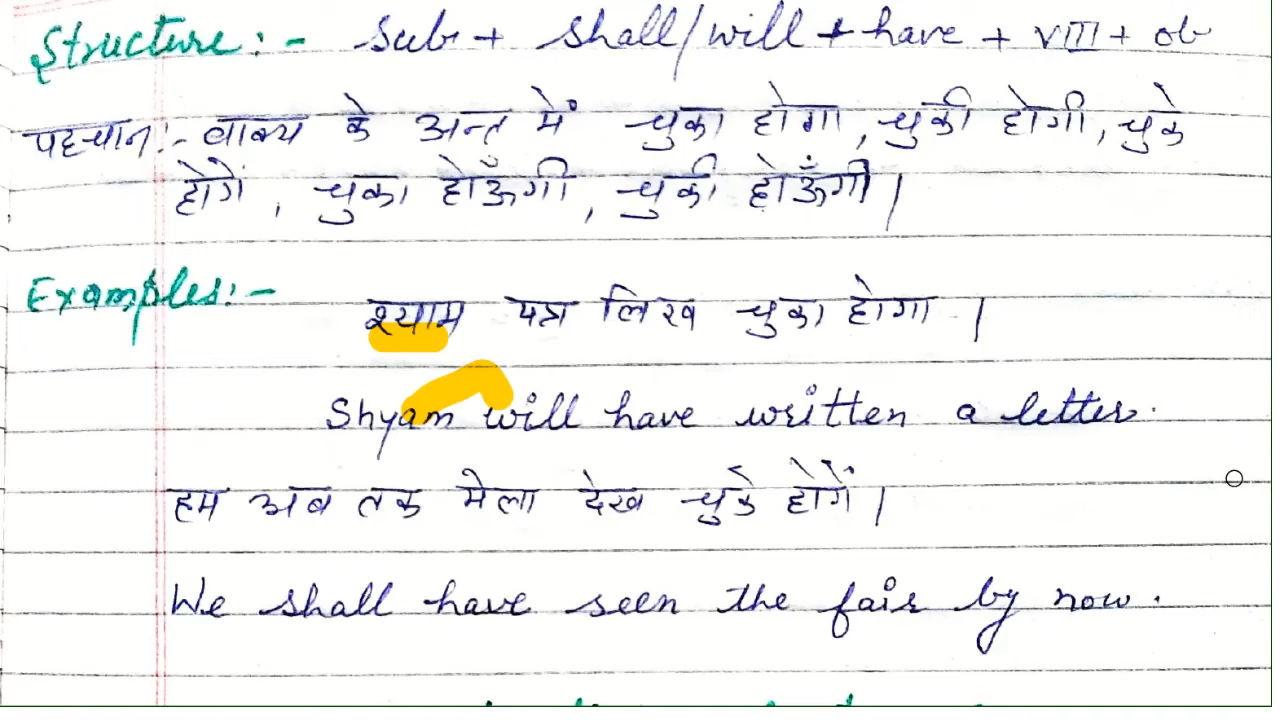 Structure:- sub + shall/will + have + VIII + ob
पहचान:- वाक्य के अन्त में चुका होगा, चुकी होगी, चुके
होगें, चुका होऊँगी, चुकी होऊँगी।
Examples:- श्याम पत्र लिख चुका होगा।
Shyam will have written a letter.
हम अब तक मेला देख चुके होगें।
We shall have seen the fair by now.